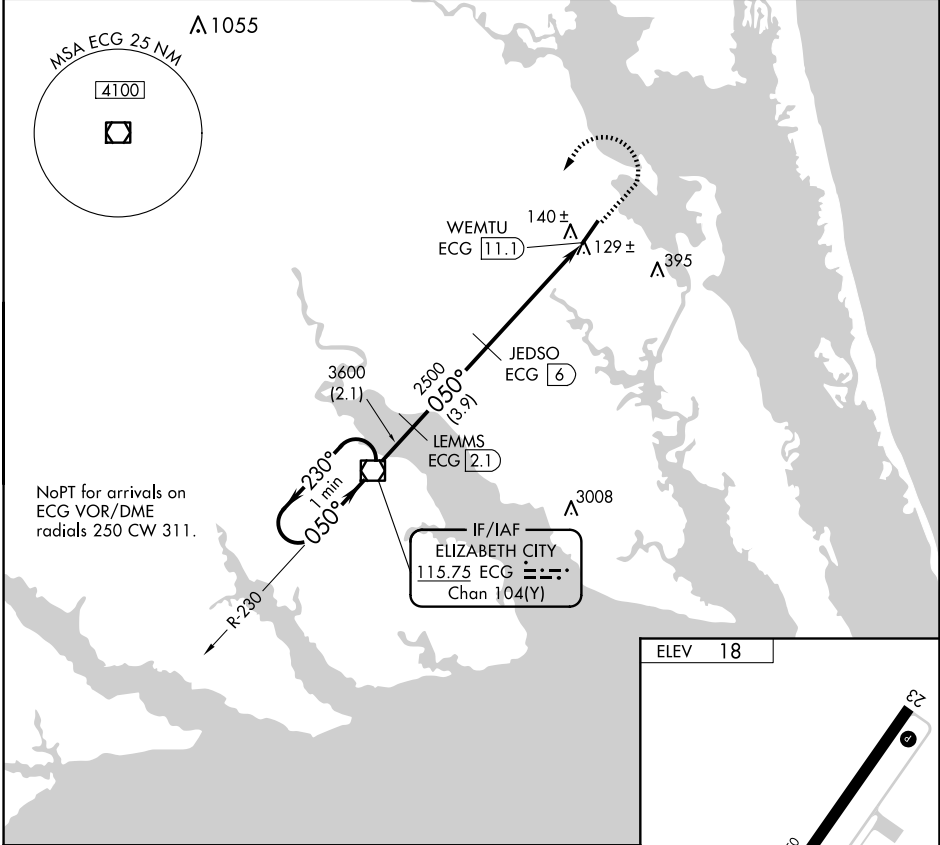 1055
MSA ECG 25 NM
4100
WEMTU
ECG 11.1
140 ±
129 ±
395
JEDSO
ECG 6
3600
(2.1)
2500
050°
(3.9)
LEMMS
ECG 2.1
230°
1 min
050°
NoPT for arrivals on
ECG VOR/DME
radials 250 CW 311.
3008
IF/IAF
ELIZABETH CITY
115.75 ECG
Chan 104(Y)
R-230
ELEV 18
23
P